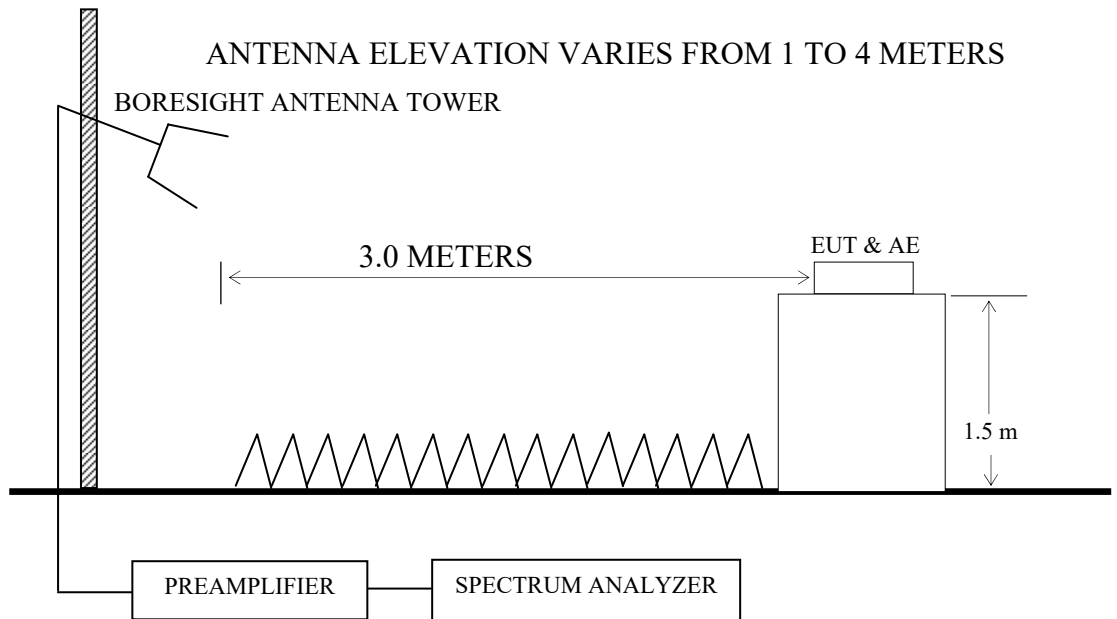 ANTENNA ELEVATION VARIES FROM 1 TO 4 METERS
BORESIGHT ANTENNA TOWER
3.0 METERS
EUT & AE
1.5 m
PREAMPLIFIER
SPECTRUM ANALYZER